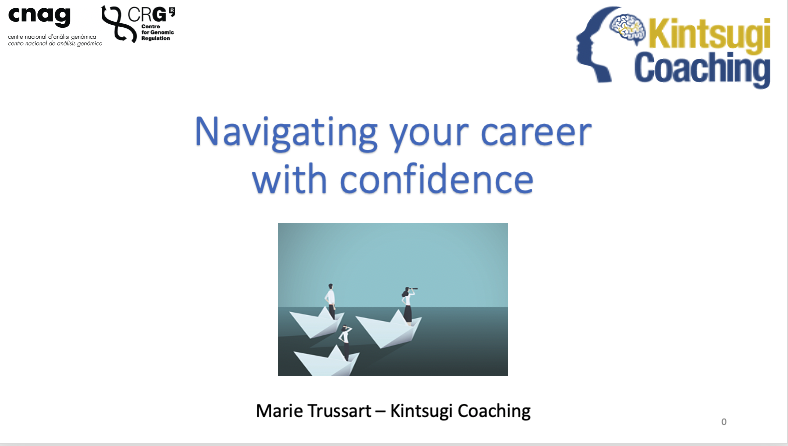 cnag
centre nacional d'anàlisi genòmica
centro nacional de análisis genómico
CRG
Centre
for Genomic
Regulation
Kintsugi
Coaching
Navigating your career
with confidence
Marie Trussart – Kintsugi Coaching
0